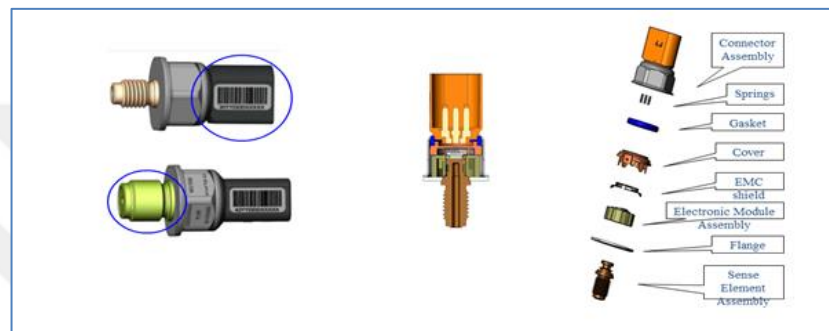 Connector
Assembly
Springs
Gasket
Cover
EMC
shield
Electronic Module
Assembly
Flange
Sense
Element
Assembly